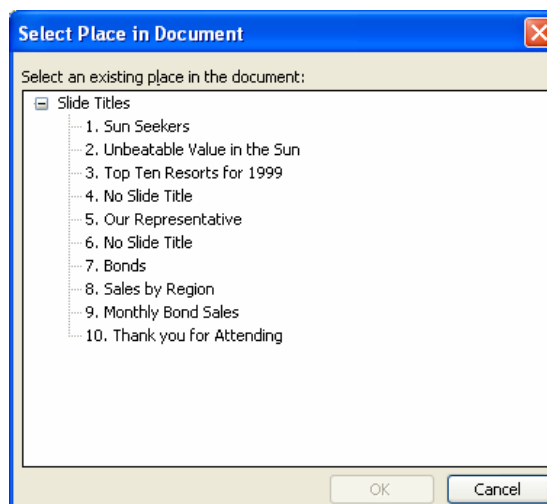 Select Place in Document
Select an existing place in the document:
Slide Titles
1. Sun Seekers
2. Unbeatable Value in the Sun
3. Top Ten Resorts for 1999
4. No Slide Title
5. Our Representative
6. No Slide Title
7. Bonds
8. Sales by Region
9. Monthly Bond Sales
10. Thank you for Attending
OK Cancel